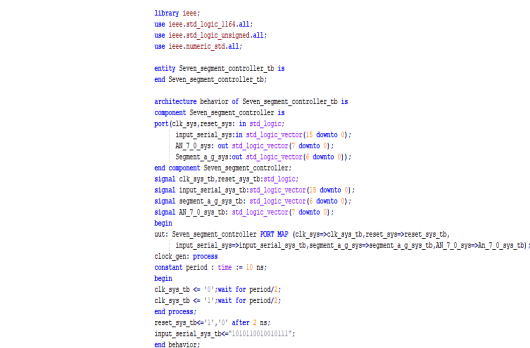 library ieee;
use ieee.std_logic_1164.all;
use ieee.std_logic_unsigned.all;
use ieee.numeric_std.all;
entity Seven_segment_controller_tb is
end Seven_segment_controller_tb;
architecture behavior of Seven_segment_controller_tb is
component Seven_segment_controller is
port(clk_sys,reset_sys: in std_logic;
input_serial_sys:in std_logic_vector(15 downto 0);
AN_7_0_sys: out std_logic_vector(7 downto 0);
Segment_a_g_sys:out std_logic_vector(6 downto 0));
end component Seven_segment_controller;
signal clk_sys_tb,reset_sys_tb:std_logic;
signal input_serial_sys_tb:std_logic_vector(15 downto 0);
signal segment_a_g_sys_tb: std_logic_vector(6 downto 0);
signal AN_7_0_sys_tb: std_logic_vector(7 downto 0);
begin
uut: Seven_segment_controller PORT MAP (clk_sys=>clk_sys_tb,reset_sys=>reset_sys_tb,
input_serial_sys=>input_serial_sys_tb,segment_a_g_sys=>segment_a_g_sys_tb,AN_7_0_sys=>An_7_0_sys_tb);
clock_gen: process
constant period : time := 10 ns;
begin
clk_sys_tb <= '0';wait for period/2;
clk_sys_tb <= '1';wait for period/2;
end process;
reset_sys_tb<='1','0' after 2 ns;
input_serial_sys_tb<="1010110010010111";
end behavior;